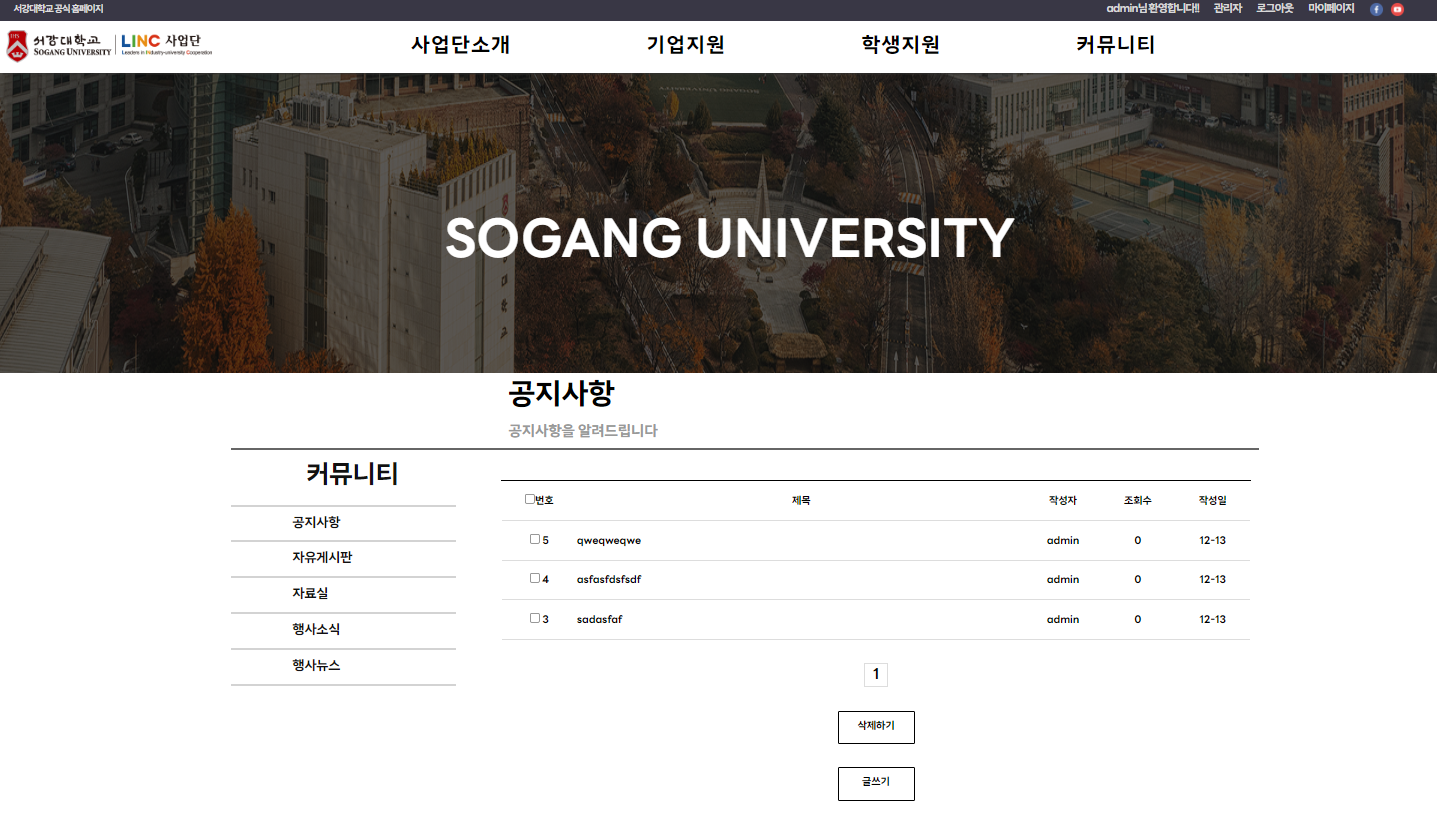 서강대학교 공식 홈페이지
admin님 환영합니다!! 관리자 로그아웃 마이페이지
서강대학교 SOGANG UNIVERSITY LINC 사업단 Leaders in INdustry-university Cooperation
사업단소개 기업지원 학생지원 커뮤니티
SOGANG UNIVERSITY
공지사항
공지사항을 알려드립니다
커뮤니티
공지사항
자유게시판
자료실
행사소식
행사뉴스
번호 제목 작성자 조회수 작성일
5 qweqweqwe admin 0 12-13
4 asfasfdsfsdf admin 0 12-13
3 sadasfaf admin 0 12-13
1
삭제하기
글쓰기